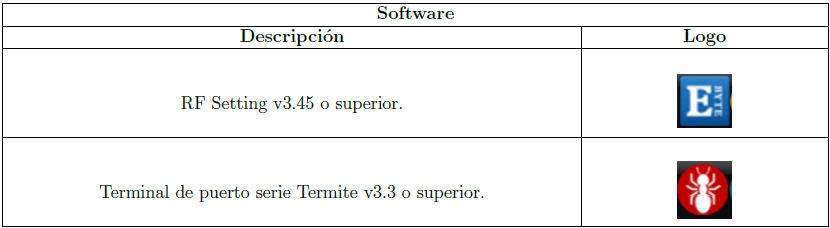 Software
Descripción Logo
RF Setting v3.45 o superior.
E BYTE
Terminal de puerto serie Termite v3.3 o superior.